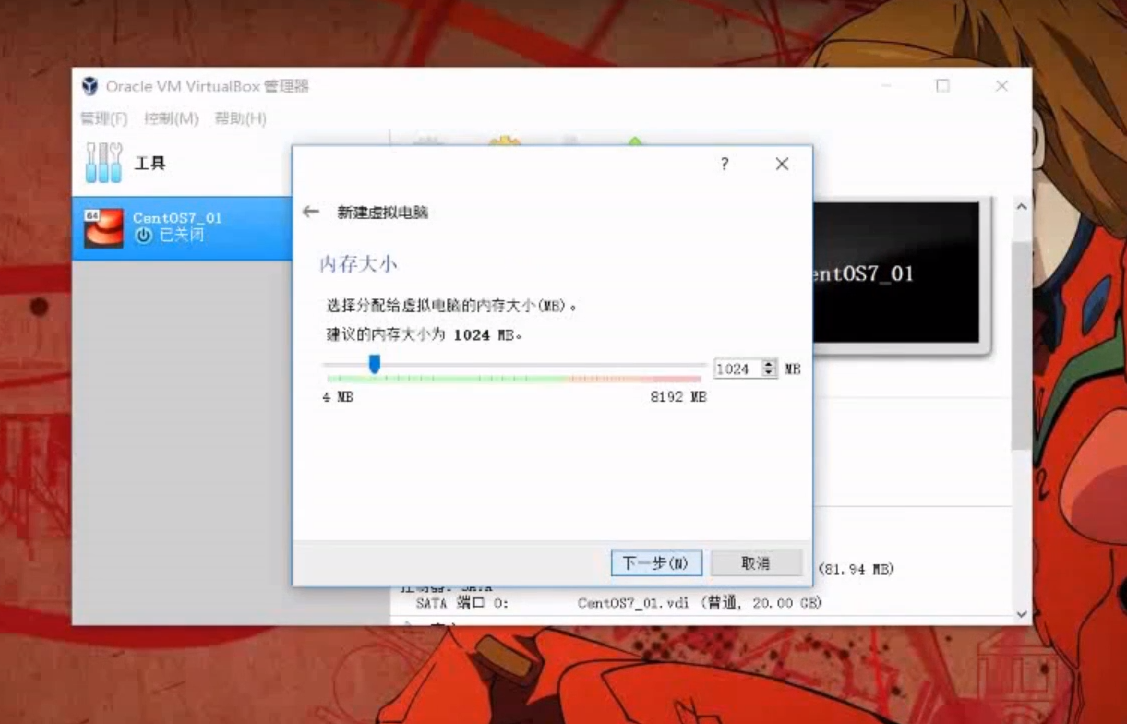 Oracle VM VirtualBox 管理器
管理(F) 控制(M) 帮助(H)
工具
64
CentOS7_01
已关闭
?
新建虚拟电脑
内存大小
选择分配给虚拟电脑的内存大小(MB)。
建议的内存大小为 1024 MB。
1024 MB
4 MB 8192 MB
下一步(N) 取消
entOS7_01
(81.94 MB)
SATA 端口 0: CentOS7_01.vdi (普通, 20.00 GB)